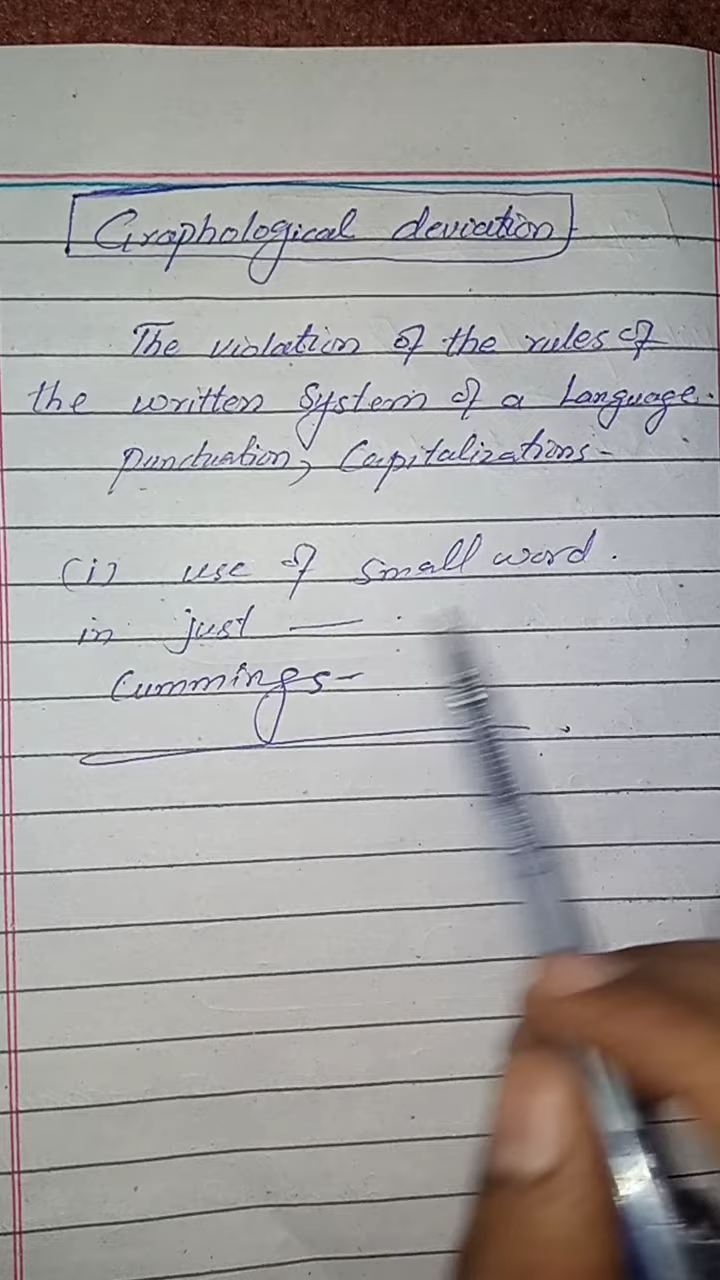 Graphological deviation
The violation of the rules of
the written system of a Language.
punctuation, Capitalizations-
(i) use of small word.
in just —
Cummings-